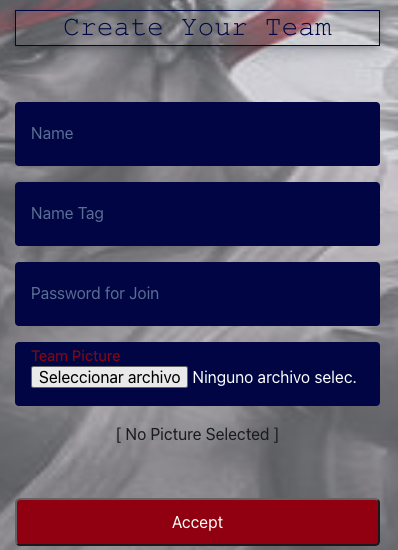 Create Your Team
Name
Name Tag
Password for Join
Team Picture
Seleccionar archivo Ninguno archivo selec.
[ No Picture Selected ]
Accept